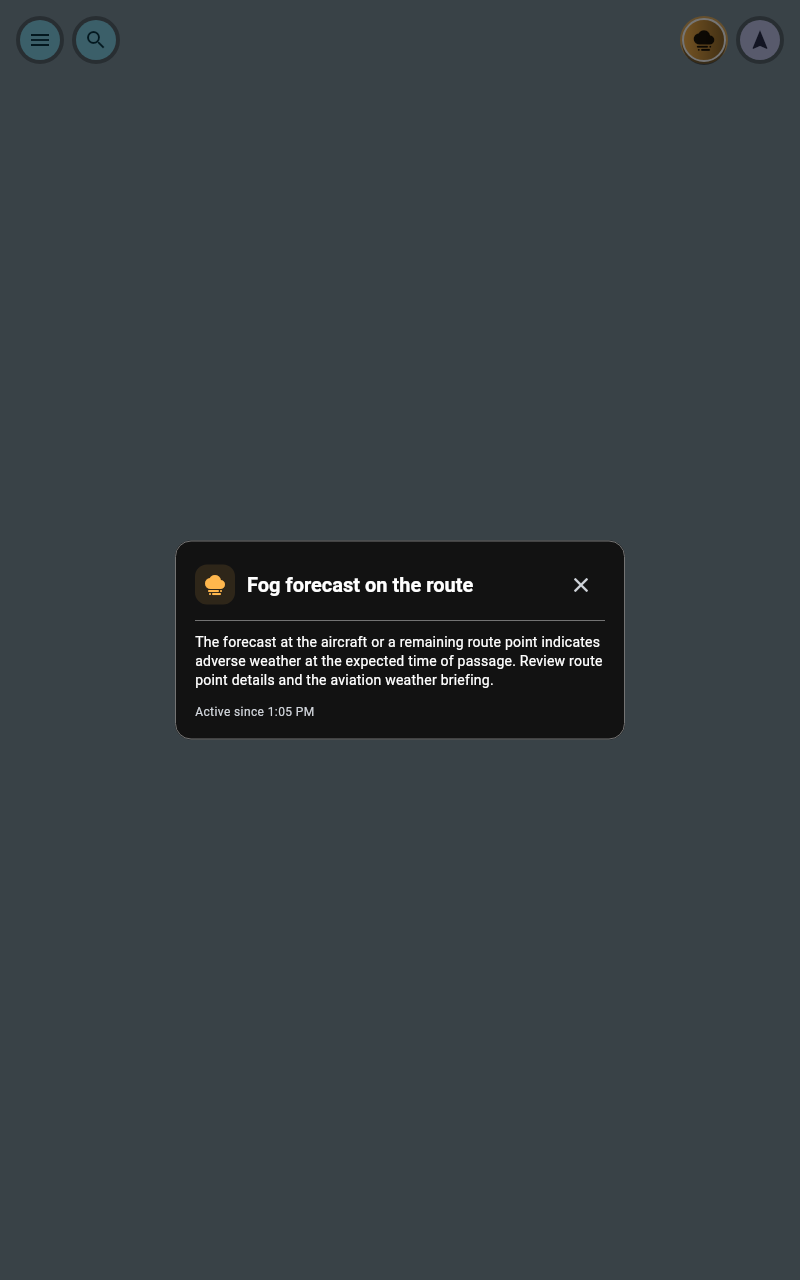 Fog forecast on the route
The forecast at the aircraft or a remaining route point indicates
adverse weather at the expected time of passage. Review route
point details and the aviation weather briefing.
Active since 1:05 PM